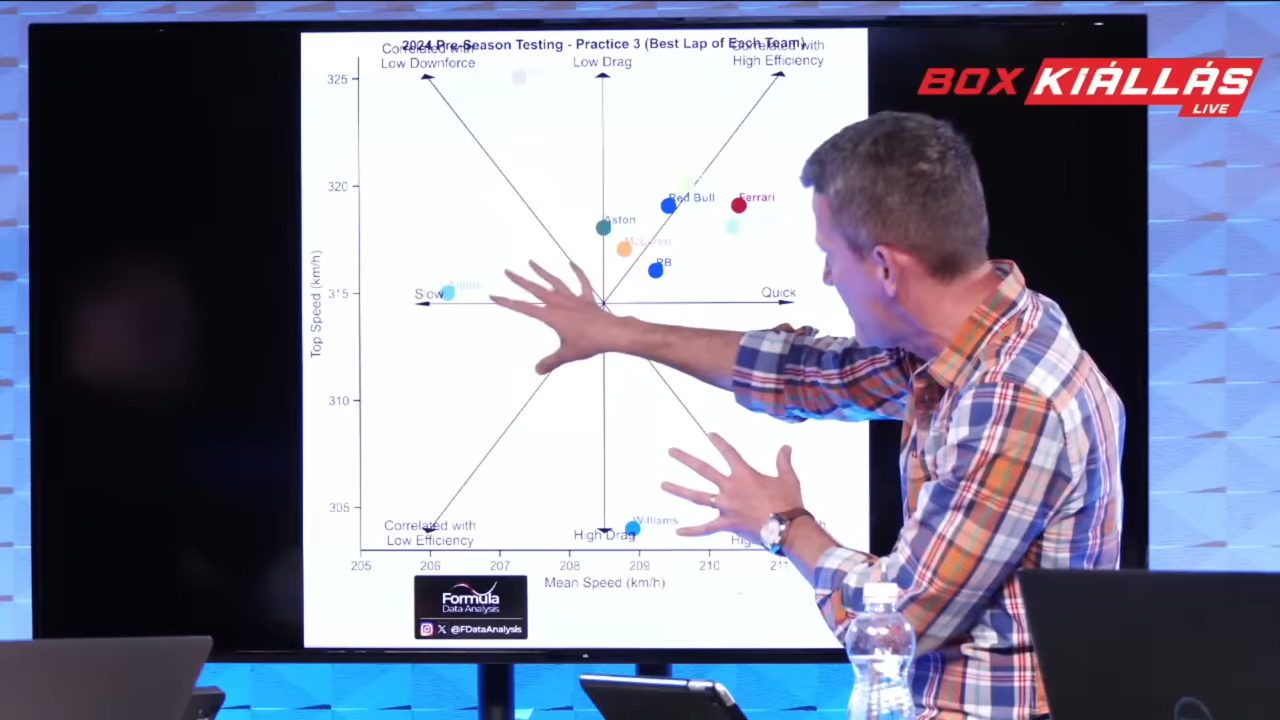 2024 Pre-Season Testing - Practice 3 (Best Lap of Each Team)
Correlated with
Low Downforce
Low Drag
Correlated with
High Efficiency
BOX KIÁLLÁS
LIVE
325
320
315
310
305
Top Speed (km/h)
Red Bull
Ferrari
Aston
McLaren
RB
Alpine
Slow
Quick
Williams
Correlated with
Low Efficiency
High Drag
205
206
207
208
209
210
211
Mean Speed (km/h)
Formula
Data Analysis
X @FDataAnalysis